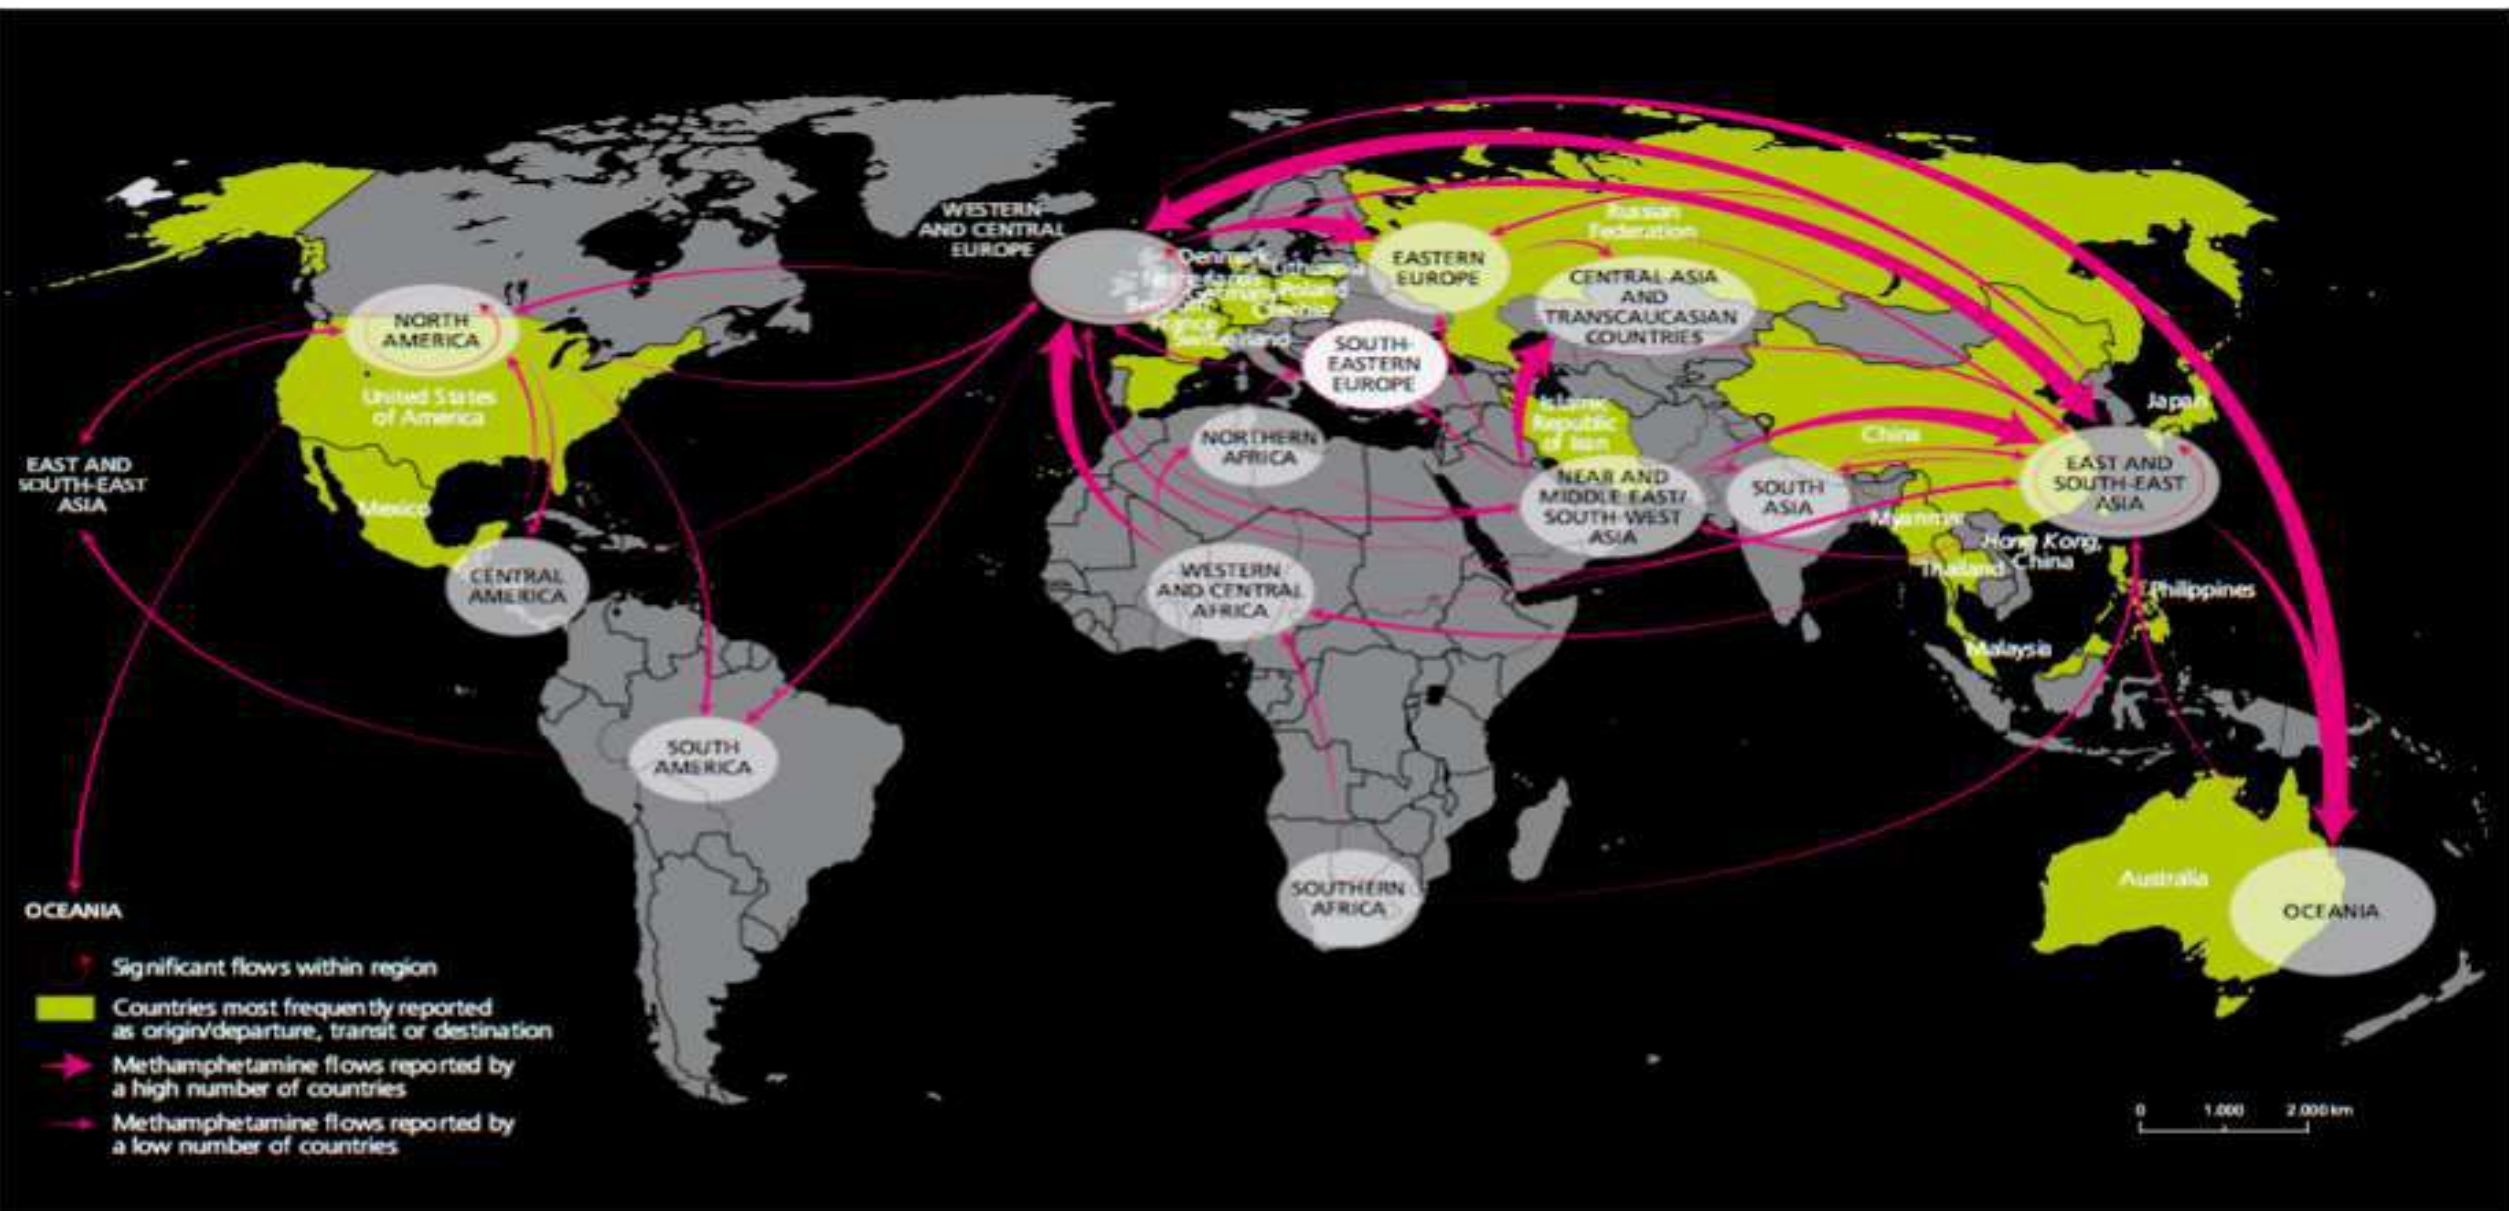 WESTERN
AND CENTRAL
EUROPE
NORTH
AMERICA
United States
of America
Mexico
EAST AND
SOUTH-EAST
ASIA
CENTRAL
AMERICA
SOUTH
AMERICA
OCEANIA
Denmark
Poland
France
Switzerland
EASTERN
EUROPE
Russian
Federation
CENTRAL ASIA
AND
TRANSCAUCASIAN
COUNTRIES
SOUTH-
EASTERN
EUROPE
Islamic
Republic
of Iran
NORTHERN
AFRICA
NEAR AND
MIDDLE EAST/
SOUTH-WEST
ASIA
SOUTH
ASIA
China
Japan
EAST AND
SOUTH-EAST
ASIA
Myanmar
Hong Kong,
China
Thailand
Philippines
Malaysia
WESTERN
AND CENTRAL
AFRICA
SOUTHERN
AFRICA
Australia
OCEANIA
Significant flows within region
Countries most frequently reported
as origin/departure, transit or destination
Methamphetamine flows reported by
a high number of countries
Methamphetamine flows reported by
a low number of countries
0 1.000 2.000 km